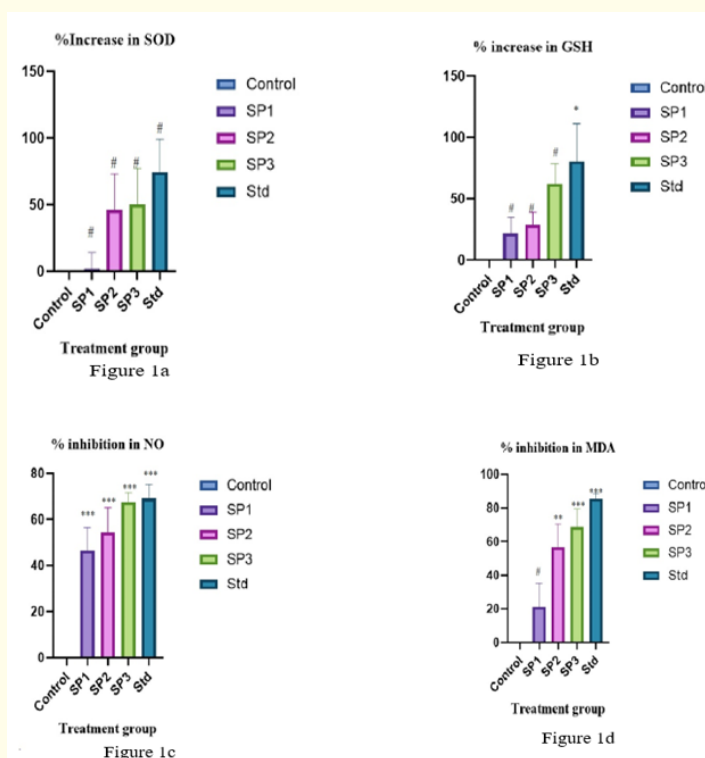 %Increase in SOD
150
100
50
0
#
#
#
#
Control
SP1
SP2
SP3
Std
Treatment group
Control
SP1
SP2
SP3
Std
Figure 1a
% increase in GSH
150
100
50
0
#
#
#
*
Control
SP1
SP2
SP3
Std
Treatment group
Control
SP1
SP2
SP3
Std
Figure 1b
% inhibition in NO
80
60
40
20
0
***
***
***
***
Control
SP1
SP2
SP3
Std
Treatment group
Control
SP1
SP2
SP3
Std
Figure 1c
% inhibition in MDA
100
80
60
40
20
0
#
**
***
***
Control
SP1
SP2
SP3
Std
Treatment group
Control
SP1
SP2
SP3
Std
Figure 1d